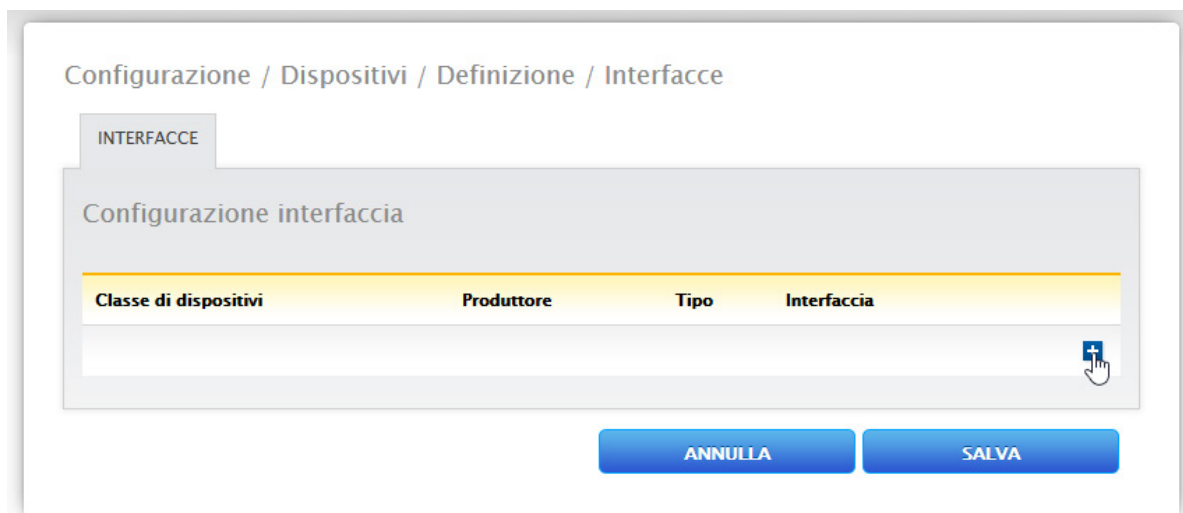 Configurazione / Dispositivi / Definizione / Interfacce
INTERFACCE
Configurazione interfaccia
Classe di dispositivi Produttore Tipo Interfaccia
+
ANNULLA SALVA